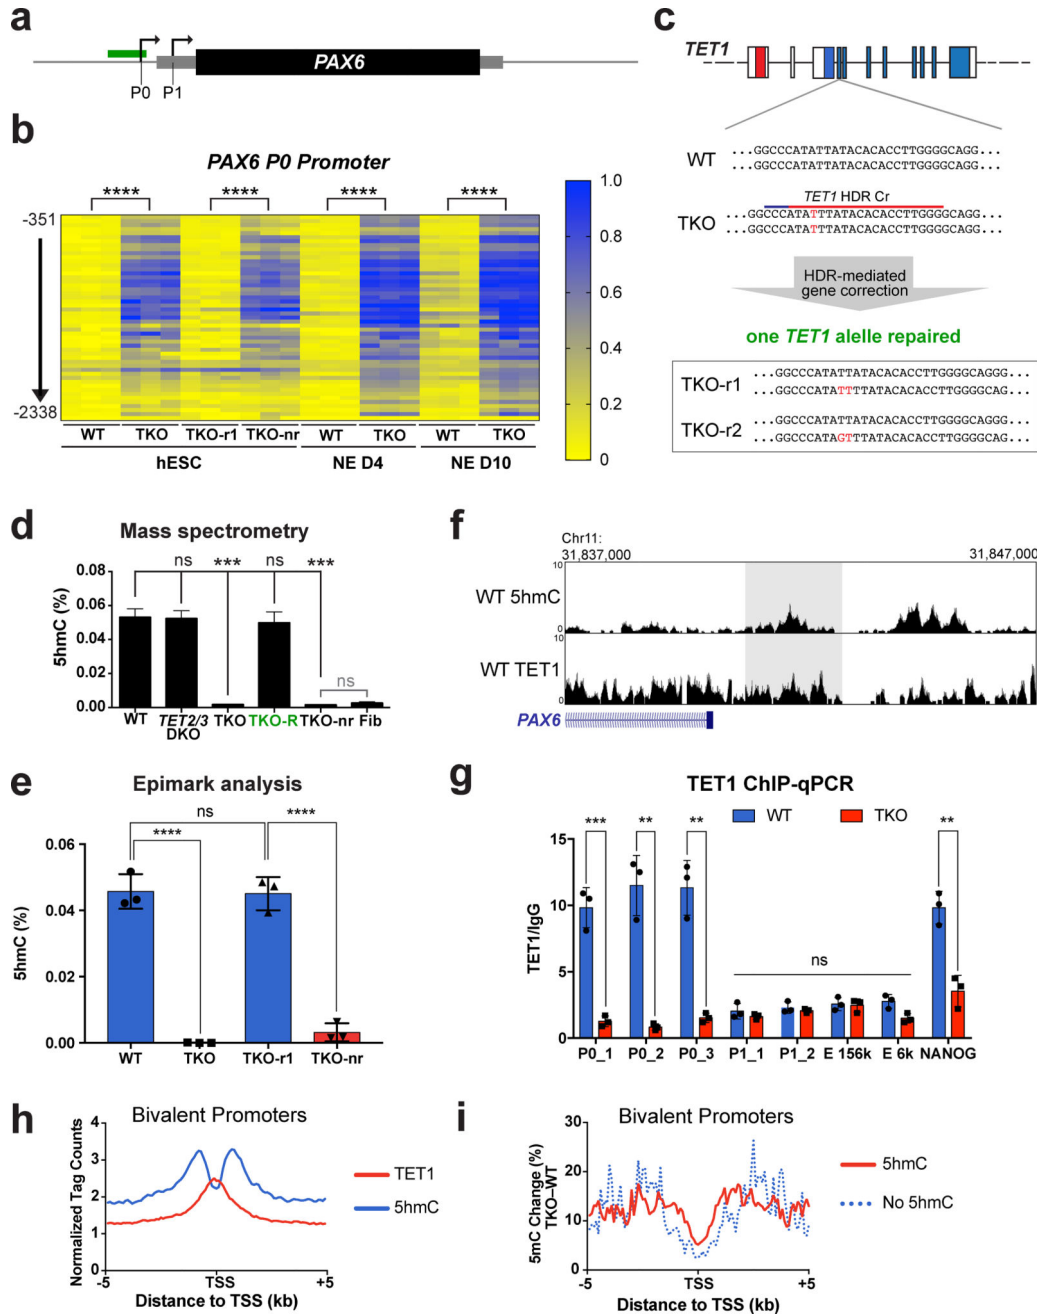 a
PAX6
P0 P1
b
PAX6 P0 Promoter
**** **** **** ****
-351
-2338
1.0
0.8
0.6
0.4
0.2
0
WT TKO TKO-r1 TKO-nr WT TKO WT TKO
hESC NE D4 NE D10
c
TET1
WT
...GGCCCATATTATACACACCTTGGGGCAGG...
...GGCCCATATTATACACACCTTGGGGCAGG...
TET1 HDR Cr
TKO
...GGCCCATATTTATACACACCTTGGGGCAGG...
...GGCCCATATTTATACACACCTTGGGGCAGG...
HDR-mediated
gene correction
one TET1 alelle repaired
TKO-r1
...GGCCCATATTATACACACCTTGGGGCAGGG...
...GGCCCATATTTTATACACACCTTGGGGCAG...
TKO-r2
...GGCCCATATTATACACACCTTGGGGCAGGG...
...GGCCCATAGTTTATACACACCTTGGGGCAG...
d
Mass spectrometry
ns *** ns ***
ns
5hmC (%)
0.08
0.06
0.04
0.02
0.00
WT TET2/3 DKO TKO TKO-R TKO-nr Fib
e
Epimark analysis
ns
**** ****
5hmC (%)
0.06
0.04
0.02
0.00
WT TKO TKO-r1 TKO-nr
f
Chr11:
31,837,000 31,847,000
10
WT 5hmC
0
10
WT TET1
0
PAX6
g
TET1 ChIP-qPCR
WT TKO
*** ** ** **
ns
TET1/IgG
15
10
5
0
P0_1 P0_2 P0_3 P1_1 P1_2 E 156k E 6k NANOG
h
Bivalent Promoters
Normalized Tag Counts
4
3
2
1
0
TET1
5hmC
-5 TSS +5
Distance to TSS (kb)
i
Bivalent Promoters
5mC Change (%)
TKO–WT
30
20
10
0
5hmC
No 5hmC
-5 TSS +5
Distance to TSS (kb)